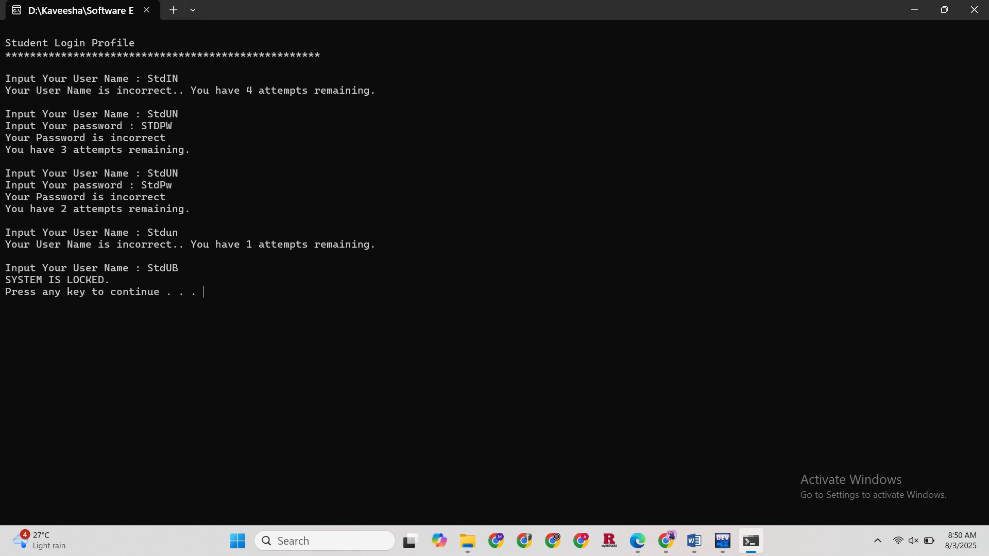 D:\Kaveesha\Software E
Student Login Profile
***************************************************
Input Your User Name : StdIN
Your User Name is incorrect.. You have 4 attempts remaining.
Input Your User Name : StdUN
Input Your password : STDPW
Your Password is incorrect
You have 3 attempts remaining.
Input Your User Name : StdUN
Input Your password : StdPw
Your Password is incorrect
You have 2 attempts remaining.
Input Your User Name : Stdun
Your User Name is incorrect.. You have 1 attempts remaining.
Input Your User Name : StdUB
SYSTEM IS LOCKED.
Press any key to continue . . .
Activate Windows
Go to Settings to activate Windows.
4
27°C
Light rain
Search
DEV
8:50 AM
8/3/2025